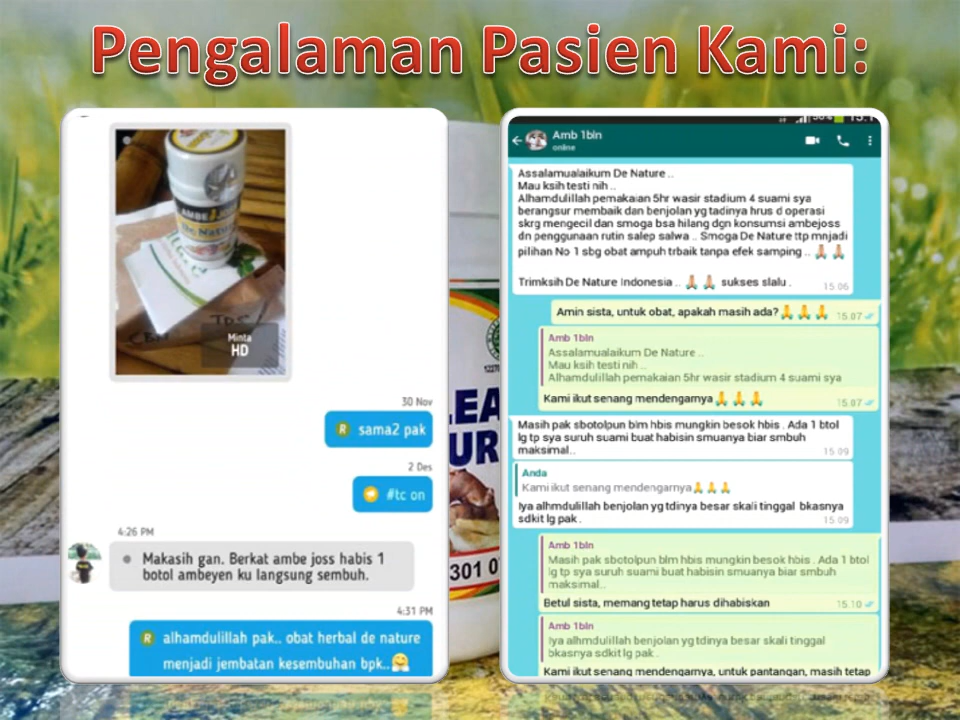 Pengalaman Pasien Kami:
AMBEJOSS
De Nature
Minta
HD
30 Nov
R sama2 pak
2 Des
#tc on
4:26 PM
Makasih gan. Berkat ambe joss habis 1
botol ambeyen ku langsung sembuh.
4:31 PM
R alhamdulillah pak.. obat herbal de nature
menjadi jembatan kesembuhan bpk..🤗
LEA
UR
301 0
Amb 1bln
online
Assalamualaikum De Nature ..
Mau ksih testi nih ..
Alhamdulillah pemakaian 5hr wasir stadium 4 suami sya
berangsur membaik dan benjolan yg tadinya hrus d operasi
skrg mengecil dan smoga bsa hilang dgn konsumsi ambejoss
dn penggunaan rutin salep salwa .. Smoga De Nature ttp mnjadi
pilihan No 1 sbg obat ampuh trbaik tanpa efek samping .. 🙏 🙏
Trimksih De Nature Indonesia .. 🙏 🙏 sukses slalu .
15.06
Amin sista, untuk obat, apakah masih ada?🙏 🙏 🙏 15.07
Amb 1bln
Assalamualaikum De Nature ..
Mau ksih testi nih ..
Alhamdulillah pemakaian 5hr wasir stadium 4 suami sya
Kami ikut senang mendengarnya🙏 🙏 🙏
15.07
Masih pak sbotolpun blm hbis mungkin besok hbis . Ada 1 btol
lg tp sya suruh suami buat habisin smuanya biar smbuh
maksimal..
15.09
Anda
Kami ikut senang mendengarnya🙏🙏🙏
Iya alhmdulillah benjolan yg tdinya besar skali tinggal bkasnya
sdkit lg pak .
15.09
Amb 1bln
Masih pak sbotolpun blm hbis mungkin besok hbis . Ada 1 btol
lg tp sya suruh suami buat habisin smuanya biar smbuh
maksimal..
Betul sista, memang tetap harus dihabiskan 15.10
Amb 1bln
Iya alhmdulillah benjolan yg tdinya besar skali tinggal
bkasnya sdkit lg pak .
Kami ikut senang mendengarnya, untuk pantangan, masih tetap